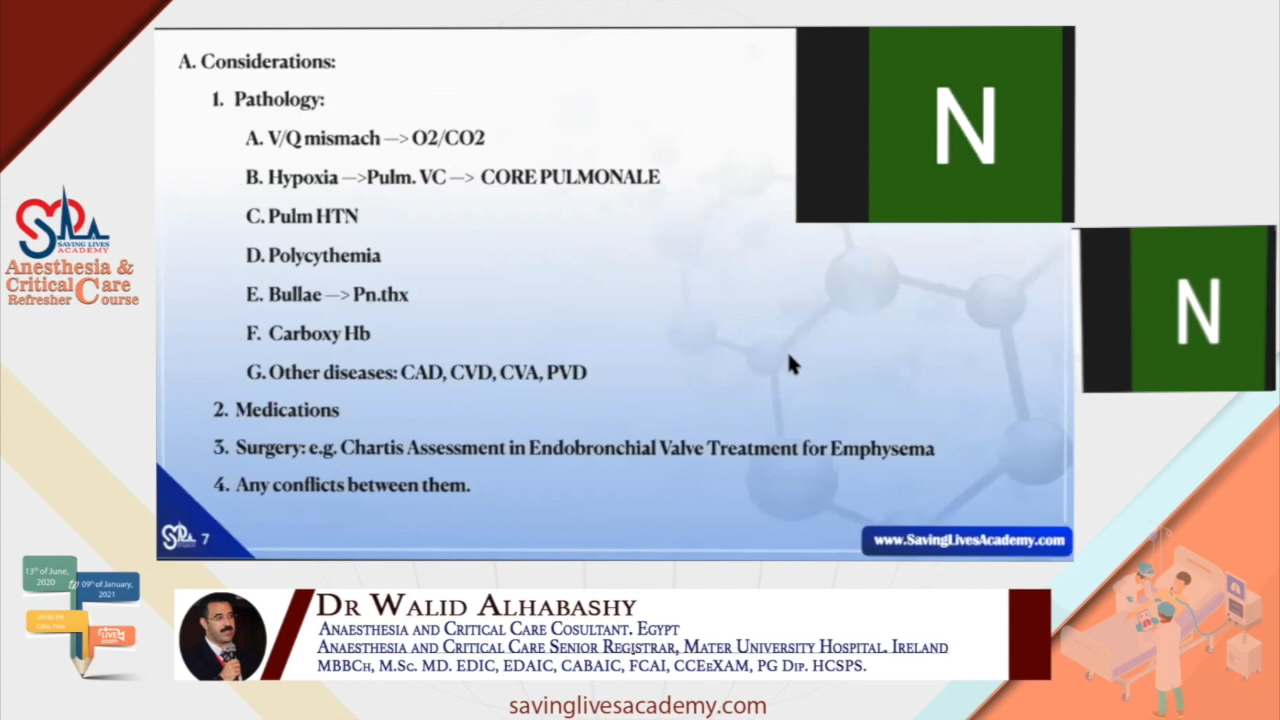 A. Considerations:
1. Pathology:
A. V/Q mismach —> O2/CO2
B. Hypoxia —>Pulm. VC —> CORE PULMONALE
C. Pulm HTN
D. Polycythemia
E. Bullae —> Pn.thx
F. Carboxy Hb
G. Other diseases: CAD, CVD, CVA, PVD
2. Medications
3. Surgery: e.g. Chartis Assessment in Endobronchial Valve Treatment for Emphysema
4. Any conflicts between them.
7
www.SavingLivesAcademy.com
N
N
SAVING LIVES
ACADEMY
Anesthesia &
Critical Care
Refresher Course
13th of June,
2020
09th of January,
2021
LIVE
DR WALID ALHABASHY
ANAESTHESIA AND CRITICAL CARE COSULTANT. EGYPT
ANAESTHESIA AND CRITICAL CARE SENIOR REGISTRAR, MATER UNIVERSITY HOSPITAL. IRELAND
MBBCH, M.SC. MD. EDIC, EDAIC, CABAIC, FCAI, CCEEXAM, PG DIP. HCSPS.
savinglivesacademy.com